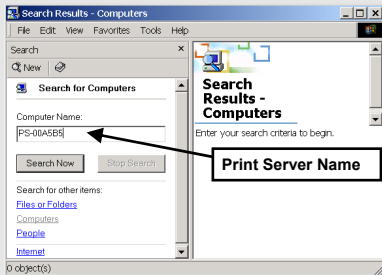 Search Results - Computers
File Edit View Favorites Tools Help
Search
New
Search for Computers
Computer Name:
PS-00A5B5
Search Now Stop Search
Search for other items:
Files or Folders
Computers
People
Internet
Search
Results -
Computers
Enter your search criteria to begin.
Print Server Name
0 object(s)